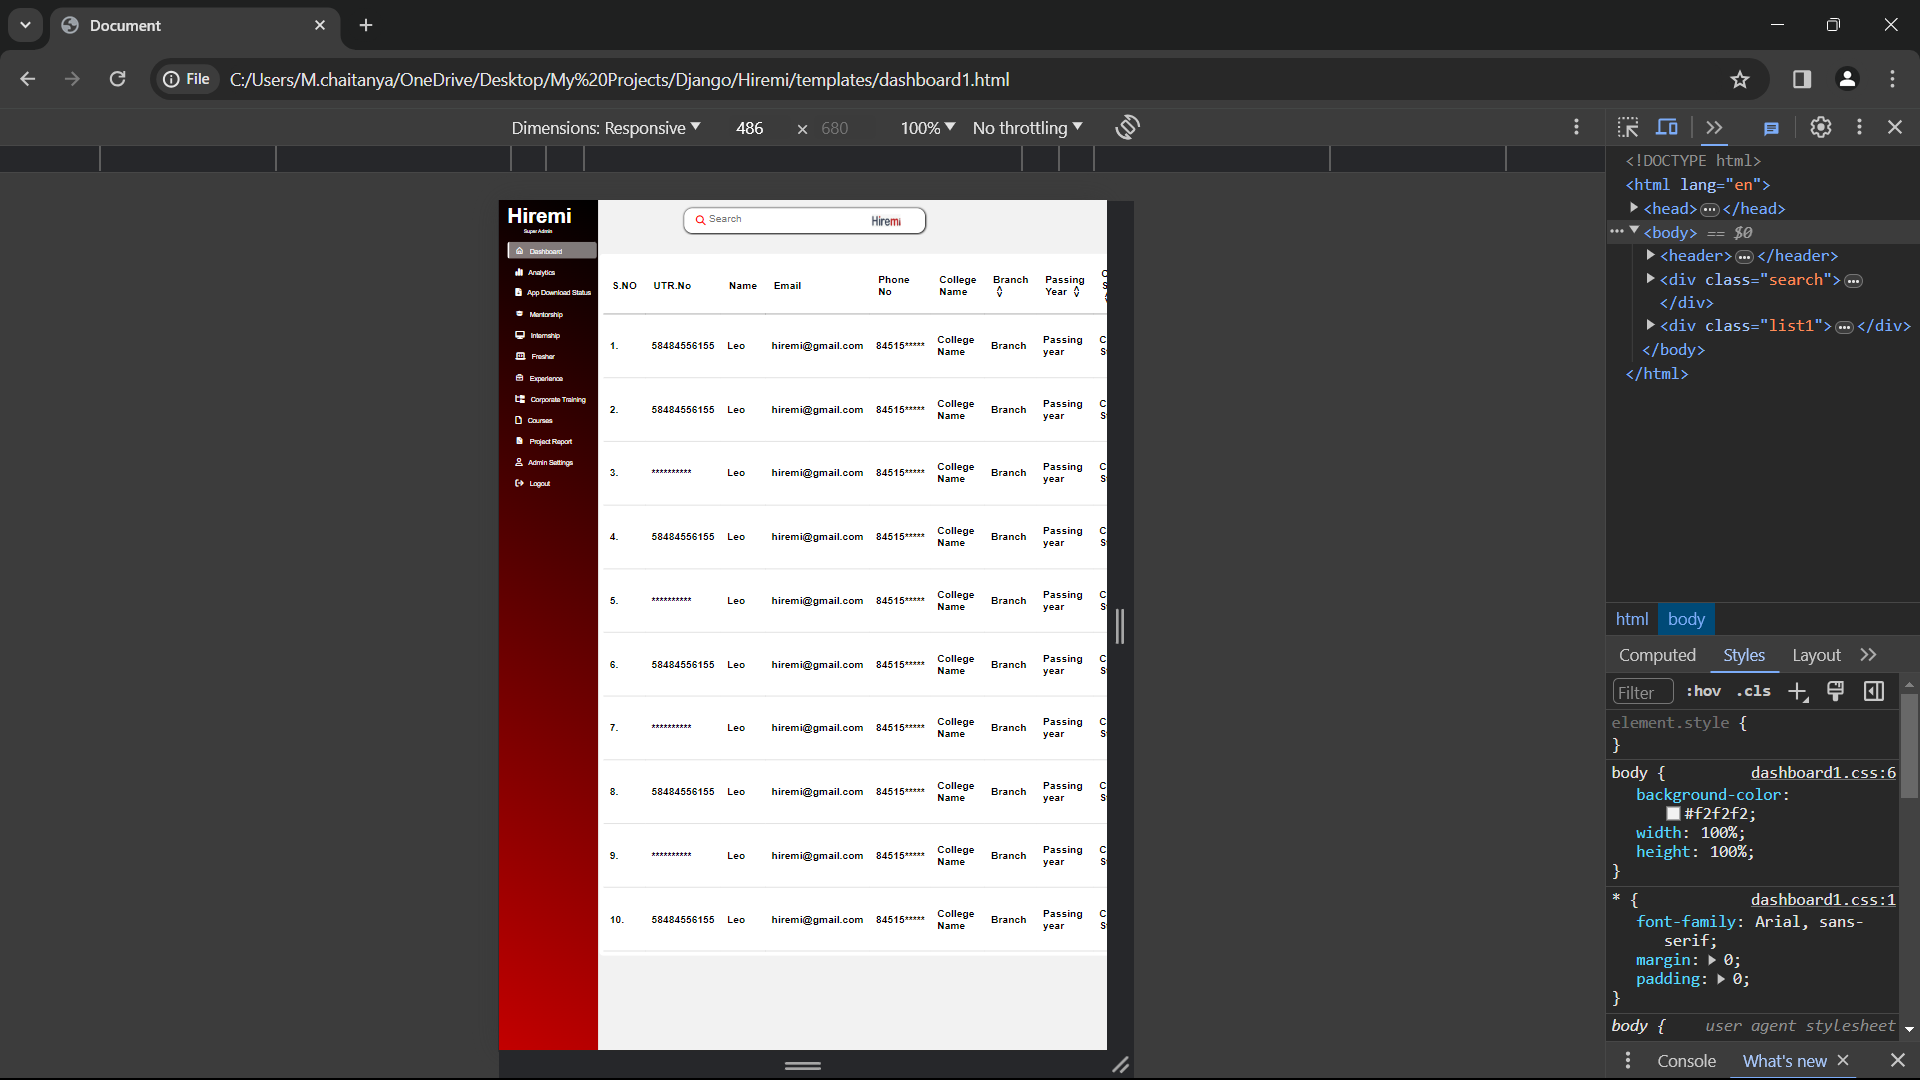 Document
File C:/Users/M.chaitanya/OneDrive/Desktop/My%20Projects/Django/Hiremi/templates/dashboard1.html
Dimensions: Responsive 486 × 680 100% No throttling
Hiremi
Super Admin
Dashboard
Analytics
App Download Status
Mentorship
Internship
Fresher
Experience
Corporate Training
Courses
Project Report
Admin Settings
Logout
Search Hiremi
S.NO UTR.No Name Email Phone No College Name Branch Passing Year
1. 58484556155 Leo hiremi@gmail.com 84515***** College Name Branch Passing year
2. 58484556155 Leo hiremi@gmail.com 84515***** College Name Branch Passing year
3. ********** Leo hiremi@gmail.com 84515***** College Name Branch Passing year
4. 58484556155 Leo hiremi@gmail.com 84515***** College Name Branch Passing year
5. ********** Leo hiremi@gmail.com 84515***** College Name Branch Passing year
6. 58484556155 Leo hiremi@gmail.com 84515***** College Name Branch Passing year
7. ********** Leo hiremi@gmail.com 84515***** College Name Branch Passing year
8. 58484556155 Leo hiremi@gmail.com 84515***** College Name Branch Passing year
9. ********** Leo hiremi@gmail.com 84515***** College Name Branch Passing year
10. 58484556155 Leo hiremi@gmail.com 84515***** College Name Branch Passing year
<!DOCTYPE html>
<html lang="en">
<head>…</head>
<body> == $0
<header>…</header>
<div class="search">…
</div>
<div class="list1">…</div>
</body>
</html>
html body
Computed Styles Layout
Filter :hov .cls
element.style {
}
body { dashboard1.css:6
background-color:
#f2f2f2;
width: 100%;
height: 100%;
}
* { dashboard1.css:1
font-family: Arial, sans-
serif;
margin: 0;
padding: 0;
}
body { user agent stylesheet
Console What's new